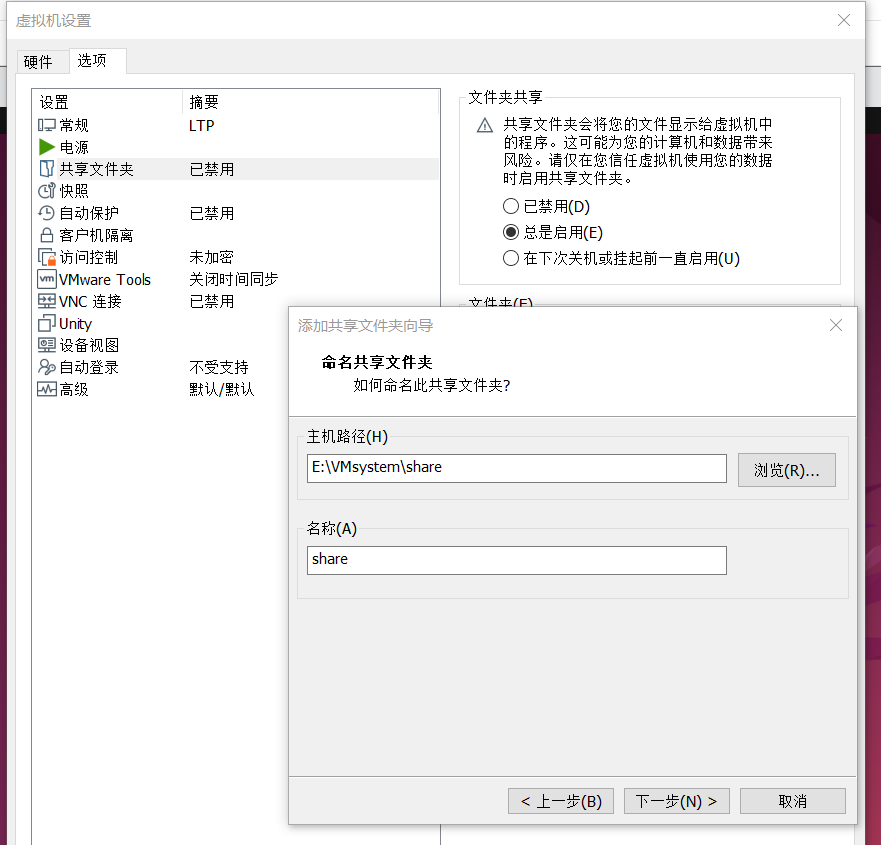 虚拟机设置
硬件 选项
设置 摘要
常规 LTP
电源
共享文件夹 已禁用
快照
自动保护 已禁用
客户机隔离
访问控制 未加密
VMware Tools 关闭时间同步
VNC 连接 已禁用
Unity
设备视图
自动登录 不受支持
高级 默认/默认
文件夹共享
共享文件夹会将您的文件显示给虚拟机中
的程序。这可能为您的计算机和数据带来
风险。请仅在您信任虚拟机使用您的数据
时启用共享文件夹。
已禁用(D)
总是启用(E)
在下次关机或挂起前一直启用(U)
文件夹(F)
添加共享文件夹向导
命名共享文件夹
如何命名此共享文件夹?
主机路径(H)
E:\VMsystem\share
浏览(R)...
名称(A)
share
< 上一步(B) 下一步(N) > 取消